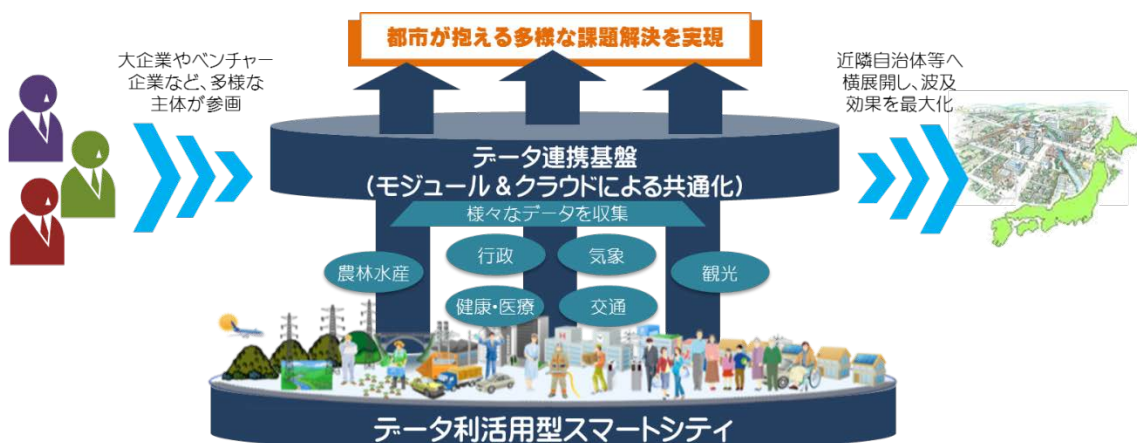 都市が抱える多様な課題解決を実現
大企業やベンチャー
企業など、多様な
主体が参画
近隣自治体等へ
横展開し、波及
効果を最大化
データ連携基盤
(モジュール&クラウドによる共通化)
様々なデータを収集
行政
気象
農林水産
観光
健康・医療
交通
データ利活用型スマートシティ